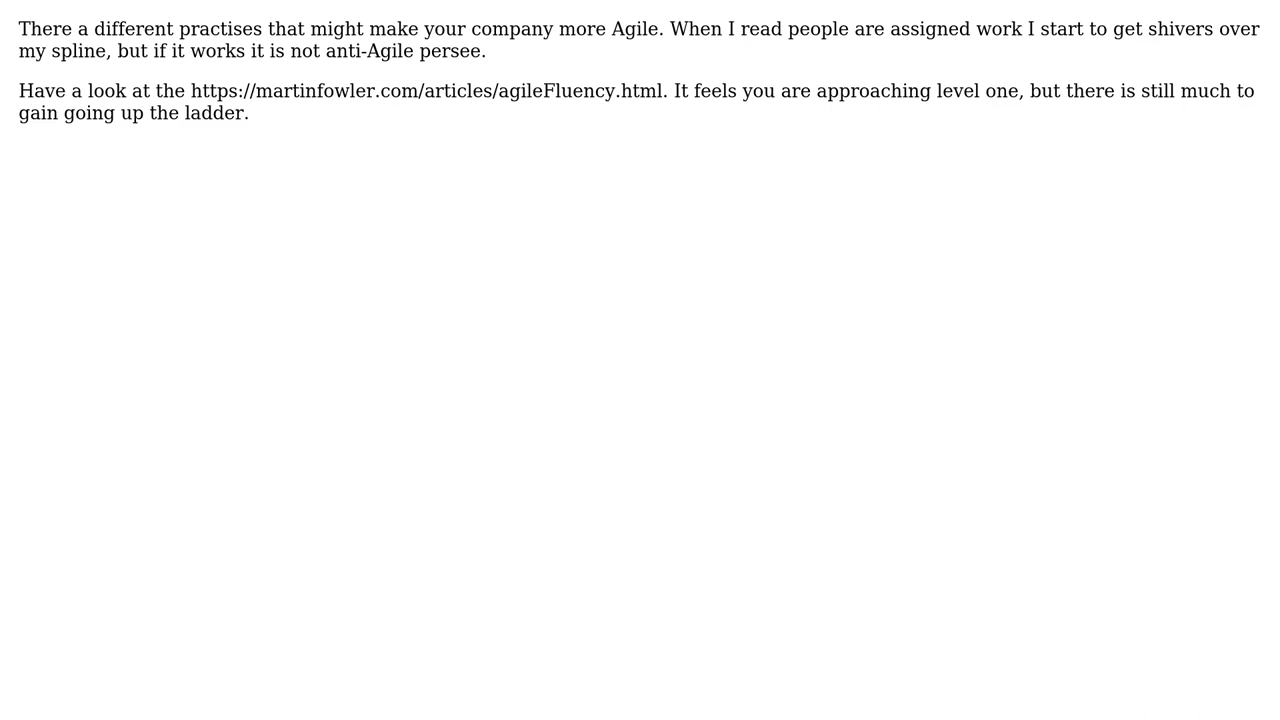 There a different practises that might make your company more Agile. When I read people are assigned work I start to get shivers over
my spline, but if it works it is not anti-Agile persee.
Have a look at the https://martinfowler.com/articles/agileFluency.html. It feels you are approaching level one, but there is still much to
gain going up the ladder.